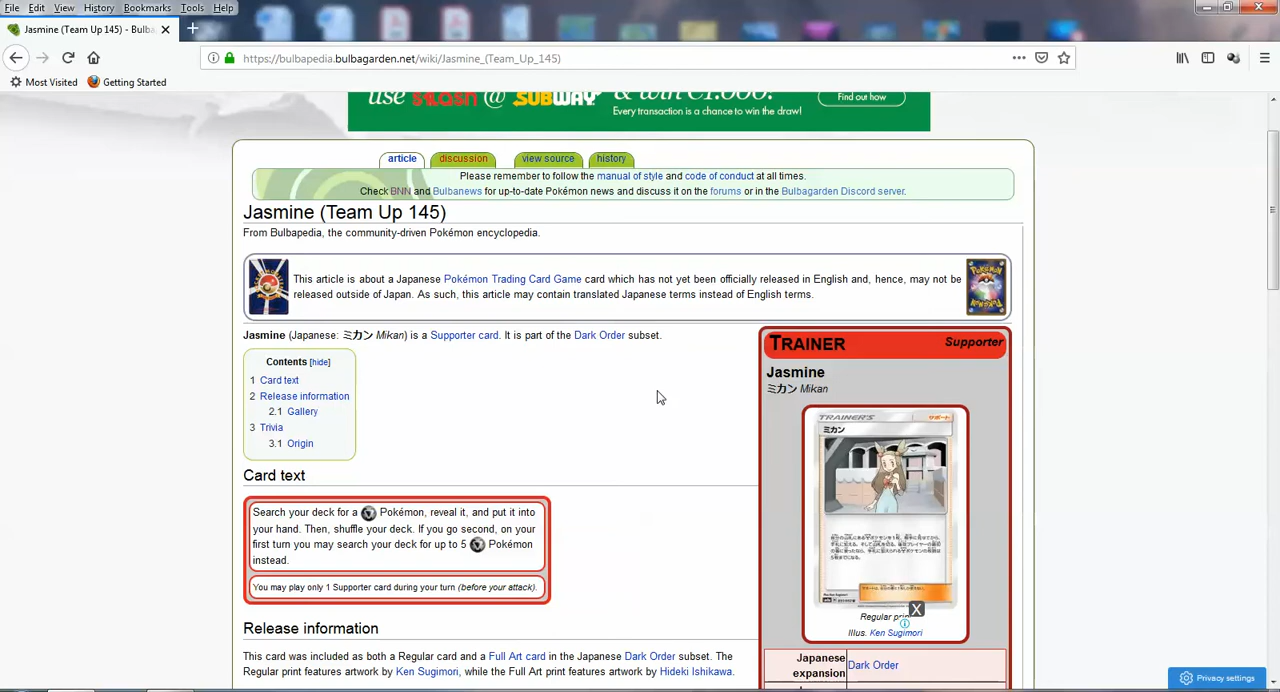 File Edit View History Bookmarks Tools Help
Jasmine (Team Up 145) - Bulba
https://bulbapedia.bulbagarden.net/wiki/Jasmine_(Team_Up_145)
Most Visited Getting Started
use SPLASH @ SUBWAY & win €1,000!
Find out how
Every transaction is a chance to win the draw!
article discussion view source history
Please remember to follow the manual of style and code of conduct at all times.
Check BNN and Bulbanews for up-to-date Pokémon news and discuss it on the forums or in the Bulbagarden Discord server.
Jasmine (Team Up 145)
From Bulbapedia, the community-driven Pokémon encyclopedia.
This article is about a Japanese Pokémon Trading Card Game card which has not yet been officially released in English and, hence, may not be
released outside of Japan. As such, this article may contain translated Japanese terms instead of English terms.
Jasmine (Japanese: ミカン Mikan) is a Supporter card. It is part of the Dark Order subset.
Contents [hide]
1 Card text
2 Release information
2.1 Gallery
3 Trivia
3.1 Origin
Card text
Search your deck for a Pokémon, reveal it, and put it into
your hand. Then, shuffle your deck. If you go second, on your
first turn you may search your deck for up to 5 Pokémon
instead.
You may play only 1 Supporter card during your turn (before your attack).
Release information
This card was included as both a Regular card and a Full Art card in the Japanese Dark Order subset. The
Regular print features artwork by Ken Sugimori, while the Full Art print features artwork by Hideki Ishikawa.
TRAINER Supporter
Jasmine
ミカン Mikan
TRAINER'S サポート
ミカン
Regular print
X
Illus. Ken Sugimori
Japanese
expansion
Dark Order
Privacy settings